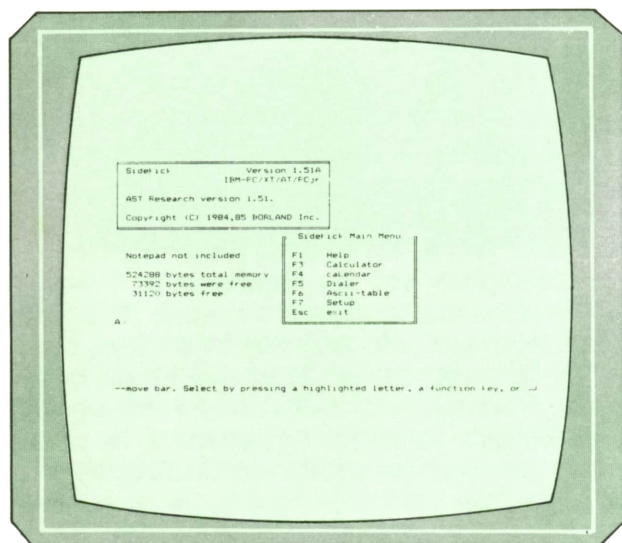 SideKick Version 1.51A
IBM-PC/XT/AT/PCjr
AST Research version 1.51.
Copyright (C) 1984,85 BORLAND Inc.
Notepad not included
524288 bytes total memory
73392 bytes were free
31120 bytes free
SideKick Main Menu
F1 Help
F3 Calculator
F4 caLendar
F5 Dialer
F6 Ascii-table
F7 Setup
Esc exit
A
--move bar. Select by pressing a highlighted letter, a function key, or ↵